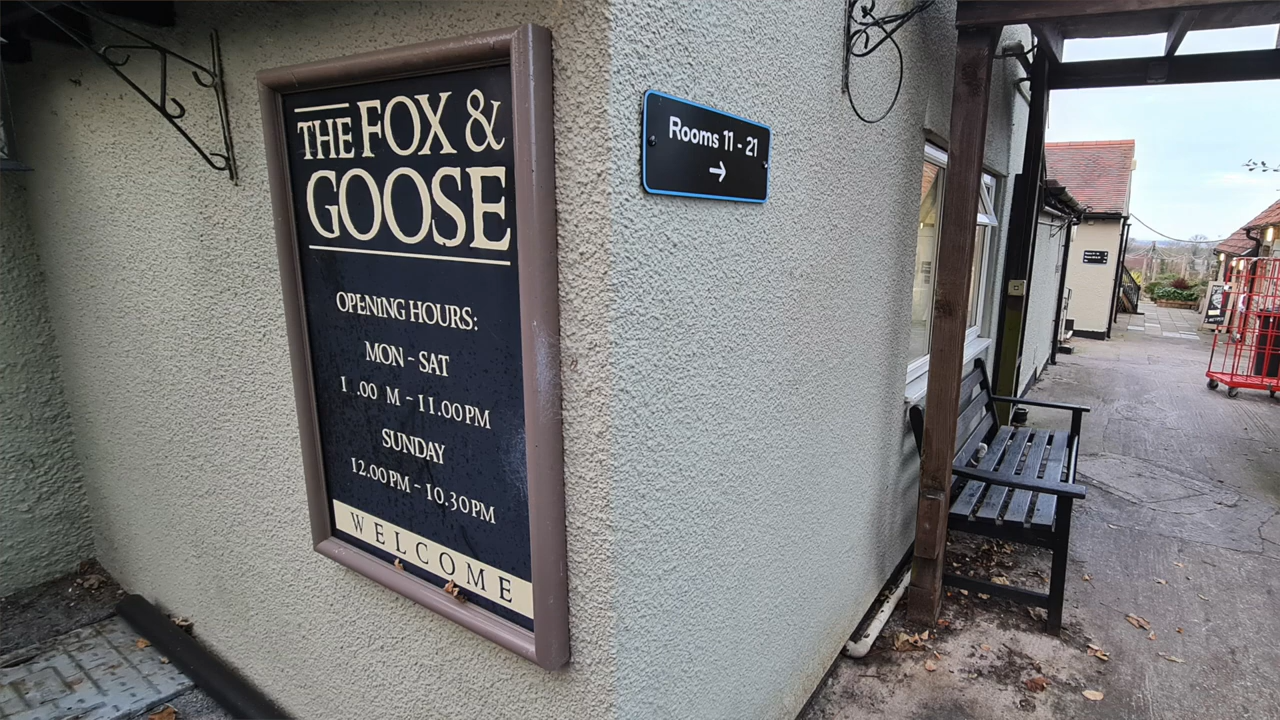 THE FOX &
GOOSE
OPENING HOURS:
MON - SAT
1 .00 M - 11.00PM
SUNDAY
12.00PM - 10.30PM
WELCOME
Rooms 11 - 21
→